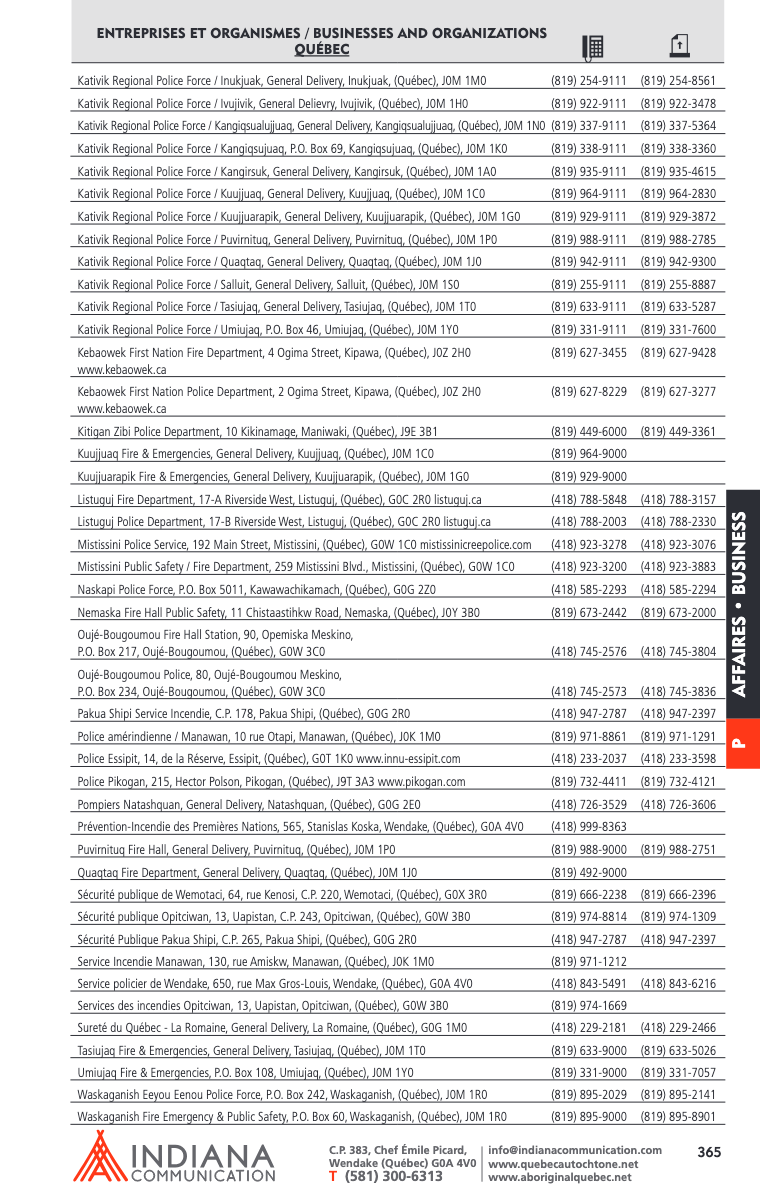 ENTREPRISES ET ORGANISMES / BUSINESSES AND ORGANIZATIONS
QUÉBEC
Kativik Regional Police Force / Inukjuak, General Delivery, Inukjuak, (Québec), J0M 1M0 (819) 254-9111 (819) 254-8561
Kativik Regional Police Force / Ivujivik, General Delievry, Ivujivik, (Québec), J0M 1H0 (819) 922-9111 (819) 922-3478
Kativik Regional Police Force / Kangiqsualujjuaq, General Delivery, Kangiqsualujjuaq, (Québec), J0M 1N0 (819) 337-9111 (819) 337-5364
Kativik Regional Police Force / Kangiqsujuaq, P.O. Box 69, Kangiqsujuaq, (Québec), J0M 1K0 (819) 338-9111 (819) 338-3360
Kativik Regional Police Force / Kangirsuk, General Delivery, Kangirsuk, (Québec), J0M 1A0 (819) 935-9111 (819) 935-4615
Kativik Regional Police Force / Kuujjuaq, General Delivery, Kuujjuaq, (Québec), J0M 1C0 (819) 964-9111 (819) 964-2830
Kativik Regional Police Force / Kuujjuarapik, General Delivery, Kuujjuarapik, (Québec), J0M 1G0 (819) 929-9111 (819) 929-3872
Kativik Regional Police Force / Puvirnituq, General Delivery, Puvirnituq, (Québec), J0M 1P0 (819) 988-9111 (819) 988-2785
Kativik Regional Police Force / Quaqtaq, General Delivery, Quaqtaq, (Québec), J0M 1J0 (819) 942-9111 (819) 942-9300
Kativik Regional Police Force / Salluit, General Delivery, Salluit, (Québec), J0M 1S0 (819) 255-9111 (819) 255-8887
Kativik Regional Police Force / Tasiujaq, General Delivery, Tasiujaq, (Québec), J0M 1T0 (819) 633-9111 (819) 633-5287
Kativik Regional Police Force / Umiujaq, P.O. Box 46, Umiujaq, (Québec), J0M 1Y0 (819) 331-9111 (819) 331-7600
Kebaowek First Nation Fire Department, 4 Ogima Street, Kipawa, (Québec), J0Z 2H0 (819) 627-3455 (819) 627-9428
www.kebaowek.ca
Kebaowek First Nation Police Department, 2 Ogima Street, Kipawa, (Québec), J0Z 2H0 (819) 627-8229 (819) 627-3277
www.kebaowek.ca
Kitigan Zibi Police Department, 10 Kikinamage, Maniwaki, (Québec), J9E 3B1 (819) 449-6000 (819) 449-3361
Kuujjuaq Fire & Emergencies, General Delivery, Kuujjuaq, (Québec), J0M 1C0 (819) 964-9000
Kuujjuarapik Fire & Emergencies, General Delivery, Kuujjuarapik, (Québec), J0M 1G0 (819) 929-9000
Listuguj Fire Department, 17-A Riverside West, Listuguj, (Québec), G0C 2R0 listuguj.ca (418) 788-5848 (418) 788-3157
Listuguj Police Department, 17-B Riverside West, Listuguj, (Québec), G0C 2R0 listuguj.ca (418) 788-2003 (418) 788-2330
Mistissini Police Service, 192 Main Street, Mistissini, (Québec), G0W 1C0 mistissinicreepolice.com (418) 923-3278 (418) 923-3076
Mistissini Public Safety / Fire Department, 259 Mistissini Blvd., Mistissini, (Québec), G0W 1C0 (418) 923-3200 (418) 923-3883
Naskapi Police Force, P.O. Box 5011, Kawawachikamach, (Québec), G0G 2Z0 (418) 585-2293 (418) 585-2294
Nemaska Fire Hall Public Safety, 11 Chistaastihkw Road, Nemaska, (Québec), J0Y 3B0 (819) 673-2442 (819) 673-2000
Oujé-Bougoumou Fire Hall Station, 90, Opemiska Meskino,
P.O. Box 217, Oujé-Bougoumou, (Québec), G0W 3C0 (418) 745-2576 (418) 745-3804
Oujé-Bougoumou Police, 80, Oujé-Bougoumou Meskino,
P.O. Box 234, Oujé-Bougoumou, (Québec), G0W 3C0 (418) 745-2573 (418) 745-3836
Pakua Shipi Service Incendie, C.P. 178, Pakua Shipi, (Québec), G0G 2R0 (418) 947-2787 (418) 947-2397
Police amérindienne / Manawan, 10 rue Otapi, Manawan, (Québec), J0K 1M0 (819) 971-8861 (819) 971-1291
Police Essipit, 14, de la Réserve, Essipit, (Québec), G0T 1K0 www.innu-essipit.com (418) 233-2037 (418) 233-3598
Police Pikogan, 215, Hector Polson, Pikogan, (Québec), J9T 3A3 www.pikogan.com (819) 732-4411 (819) 732-4121
Pompiers Natashquan, General Delivery, Natashquan, (Québec), G0G 2E0 (418) 726-3529 (418) 726-3606
Prévention-Incendie des Premières Nations, 565, Stanislas Koska, Wendake, (Québec), G0A 4V0 (418) 999-8363
Puvirnituq Fire Hall, General Delivery, Puvirnituq, (Québec), J0M 1P0 (819) 988-9000 (819) 988-2751
Quaqtaq Fire Department, General Delivery, Quaqtaq, (Québec), J0M 1J0 (819) 492-9000
Sécurité publique de Wemotaci, 64, rue Kenosi, C.P. 220, Wemotaci, (Québec), G0X 3R0 (819) 666-2238 (819) 666-2396
Sécurité publique Opitciwan, 13, Uapistan, C.P. 243, Opitciwan, (Québec), G0W 3B0 (819) 974-8814 (819) 974-1309
Sécurité Publique Pakua Shipi, C.P. 265, Pakua Shipi, (Québec), G0G 2R0 (418) 947-2787 (418) 947-2397
Service Incendie Manawan, 130, rue Amiskw, Manawan, (Québec), J0K 1M0 (819) 971-1212
Service policier de Wendake, 650, rue Max Gros-Louis, Wendake, (Québec), G0A 4V0 (418) 843-5491 (418) 843-6216
Services des incendies Opitciwan, 13, Uapistan, Opitciwan, (Québec), G0W 3B0 (819) 974-1669
Sureté du Québec - La Romaine, General Delivery, La Romaine, (Québec), G0G 1M0 (418) 229-2181 (418) 229-2466
Tasiujaq Fire & Emergencies, General Delivery, Tasiujaq, (Québec), J0M 1T0 (819) 633-9000 (819) 633-5026
Umiujaq Fire & Emergencies, P.O. Box 108, Umiujaq, (Québec), J0M 1Y0 (819) 331-9000 (819) 331-7057
Waskaganish Eeyou Eenou Police Force, P.O. Box 242, Waskaganish, (Québec), J0M 1R0 (819) 895-2029 (819) 895-2141
Waskaganish Fire Emergency & Public Safety, P.O. Box 60, Waskaganish, (Québec), J0M 1R0 (819) 895-9000 (819) 895-8901
AFFAIRES • BUSINESS
P
INDIANA
COMMUNICATION
C.P. 383, Chef Émile Picard,
Wendake (Québec) G0A 4V0
T (581) 300-6313
info@indianacommunication.com
www.quebecautochtone.net
www.aboriginalquebec.net
365